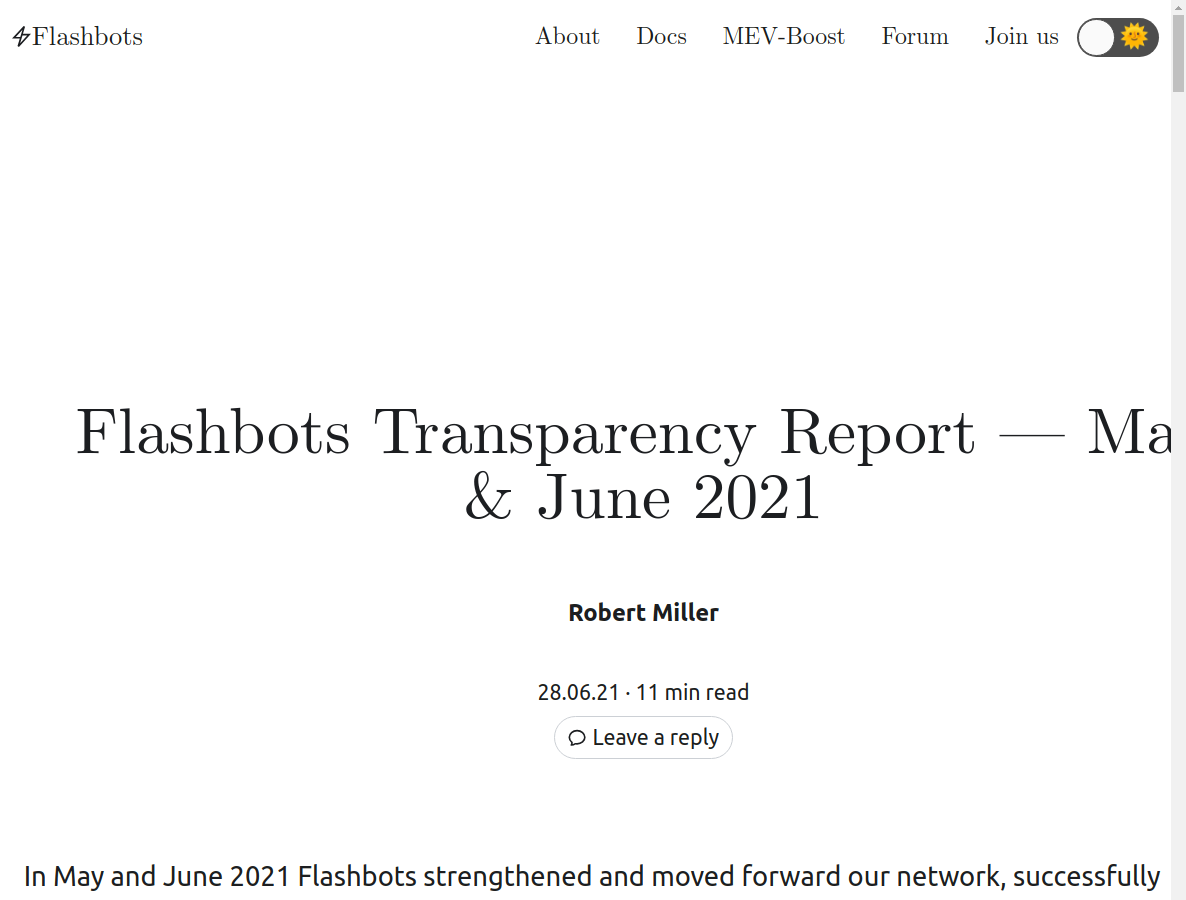 Flashbots
About Docs MEV-Boost Forum Join us
Flashbots Transparency Report — Ma
& June 2021
Robert Miller
28.06.21 · 11 min read
Leave a reply
In May and June 2021 Flashbots strengthened and moved forward our network, successfully